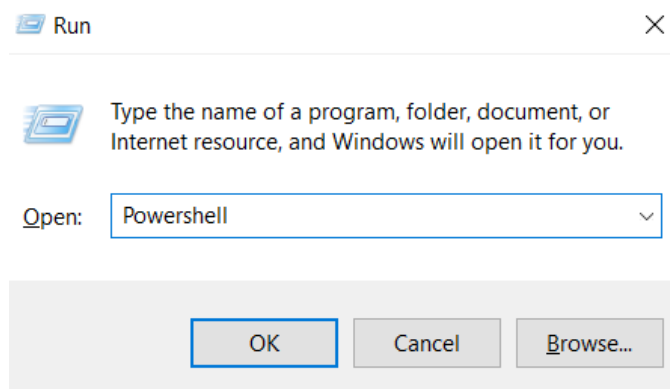 Run
Type the name of a program, folder, document, or
Internet resource, and Windows will open it for you.
Open: Powershell
OK Cancel Browse...